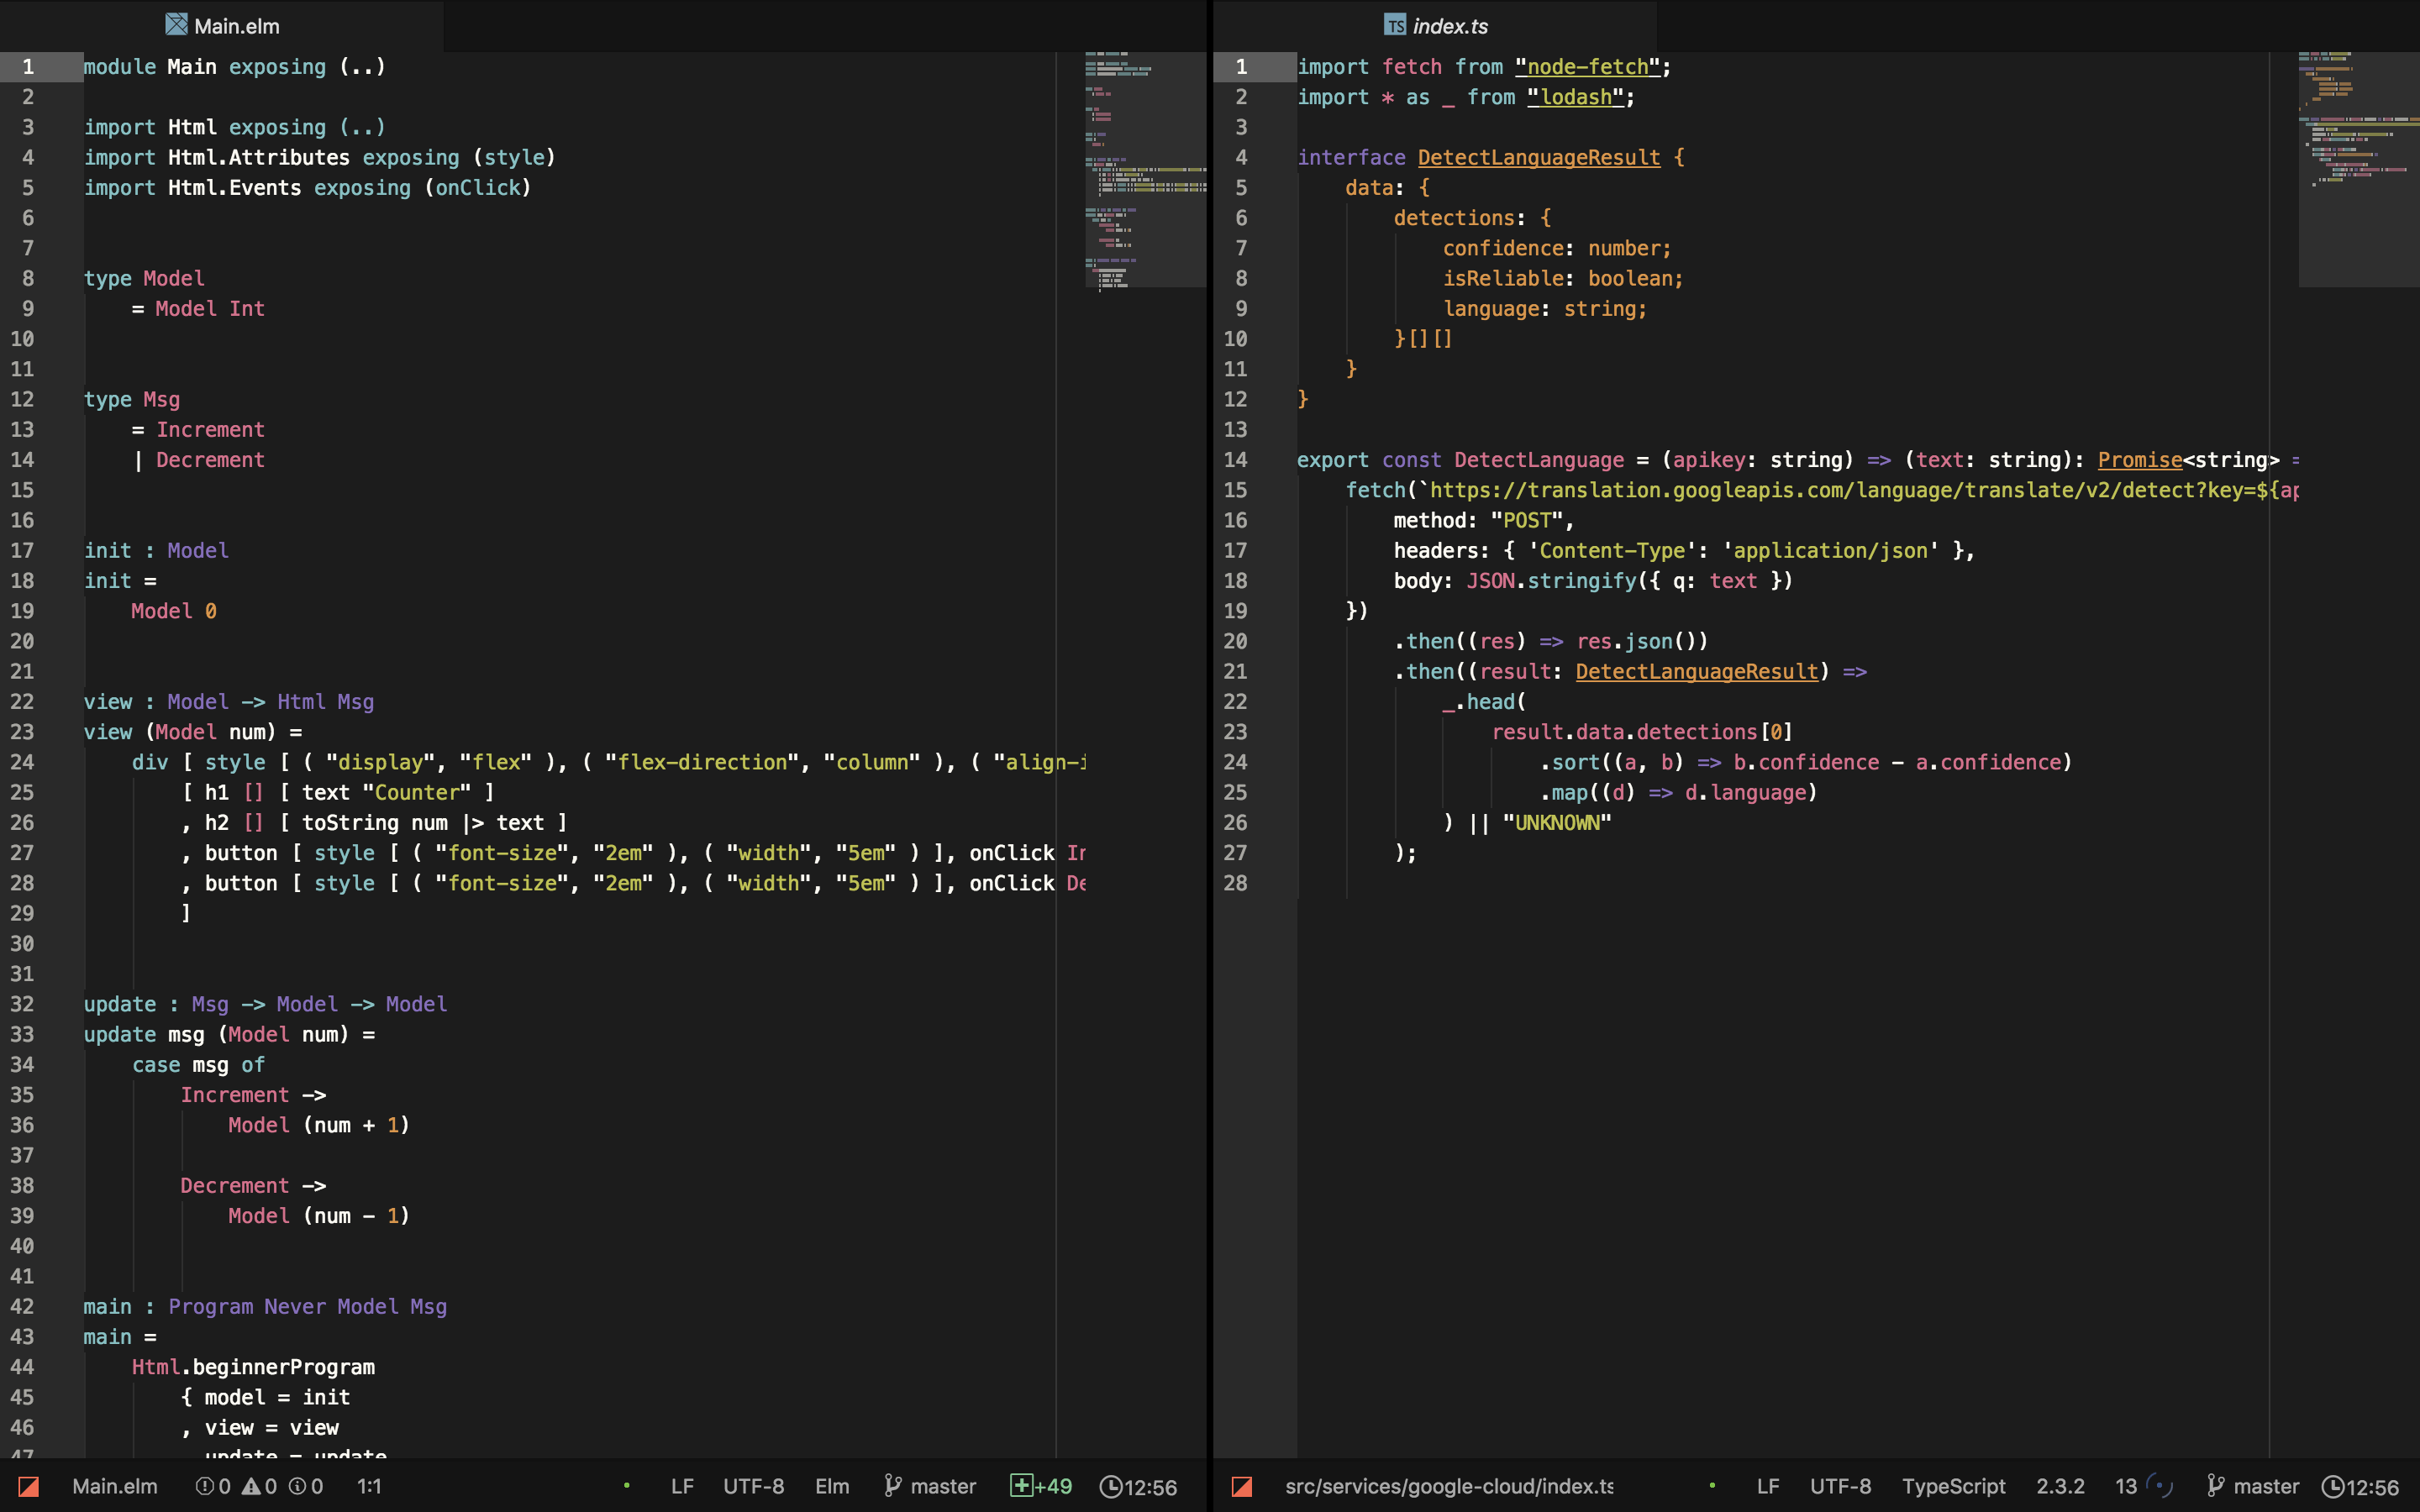 Main.elm
1 module Main exposing (..)
2
3 import Html exposing (..)
4 import Html.Attributes exposing (style)
5 import Html.Events exposing (onClick)
6
7
8 type Model
9     = Model Int
10
11
12 type Msg
13     = Increment
14     | Decrement
15
16
17 init : Model
18 init =
19     Model 0
20
21
22 view : Model -> Html Msg
23 view (Model num) =
24     div [ style [ ( "display", "flex" ), ( "flex-direction", "column" ), ( "align-i
25         [ h1 [] [ text "Counter" ]
26         , h2 [] [ toString num |> text ]
27         , button [ style [ ( "font-size", "2em" ), ( "width", "5em" ) ], onClick In
28         , button [ style [ ( "font-size", "2em" ), ( "width", "5em" ) ], onClick De
29         ]
30
31
32 update : Msg -> Model -> Model
33 update msg (Model num) =
34     case msg of
35         Increment ->
36             Model (num + 1)
37
38         Decrement ->
39             Model (num - 1)
40
41
42 main : Program Never Model Msg
43 main =
44     Html.beginnerProgram
45         { model = init
46         , view = view
47         , update = update
Main.elm 0 0 0 1:1 LF UTF-8 Elm master +49 12:56
TS index.ts
1 import fetch from "node-fetch";
2 import * as _ from "lodash";
3
4 interface DetectLanguageResult {
5     data: {
6         detections: {
7             confidence: number;
8             isReliable: boolean;
9             language: string;
10         }[][]
11     }
12 }
13
14 export const DetectLanguage = (apikey: string) => (text: string): Promise<string> =
15     fetch(`https://translation.googleapis.com/language/translate/v2/detect?key=${ap
16         method: "POST",
17         headers: { 'Content-Type': 'application/json' },
18         body: JSON.stringify({ q: text })
19     })
20         .then((res) => res.json())
21         .then((result: DetectLanguageResult) =>
22             _.head(
23                 result.data.detections[0]
24                     .sort((a, b) => b.confidence - a.confidence)
25                     .map((d) => d.language)
26             ) || "UNKNOWN"
27         );
28
src/services/google-cloud/index.ts LF UTF-8 TypeScript 2.3.2 13 master 12:56